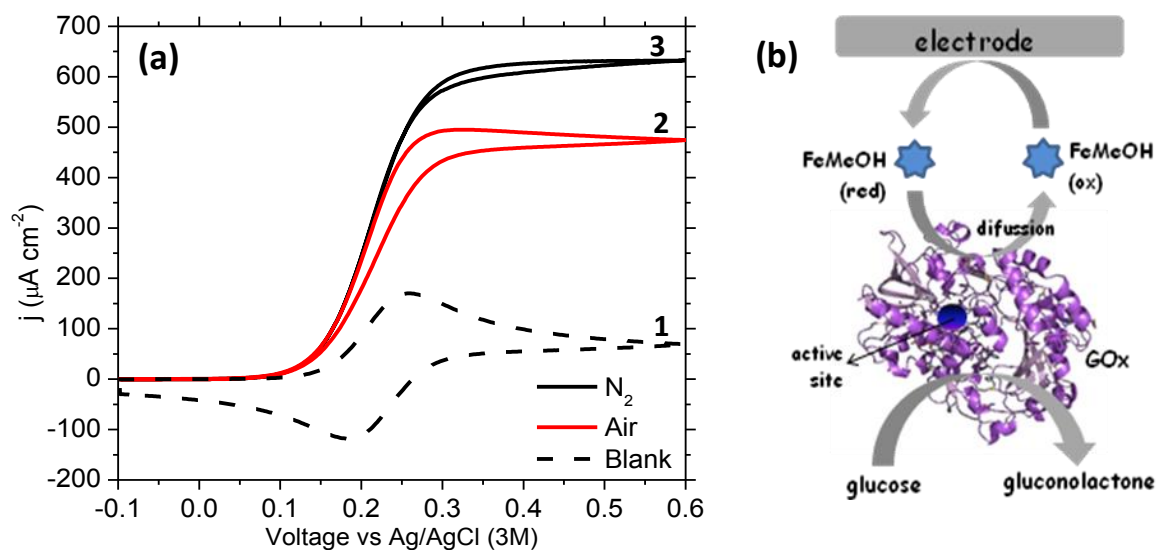 (a)
700
600
500
400
300
200
100
0
-100
-200
j (µA cm⁻²)
3
2
1
N₂
Air
Blank
-0.1 0.0 0.1 0.2 0.3 0.4 0.5 0.6
Voltage vs Ag/AgCl (3M)
(b)
electrode
FeMeOH
(red)
FeMeOH
(ox)
difussion
active
site
GOx
glucose
gluconolactone